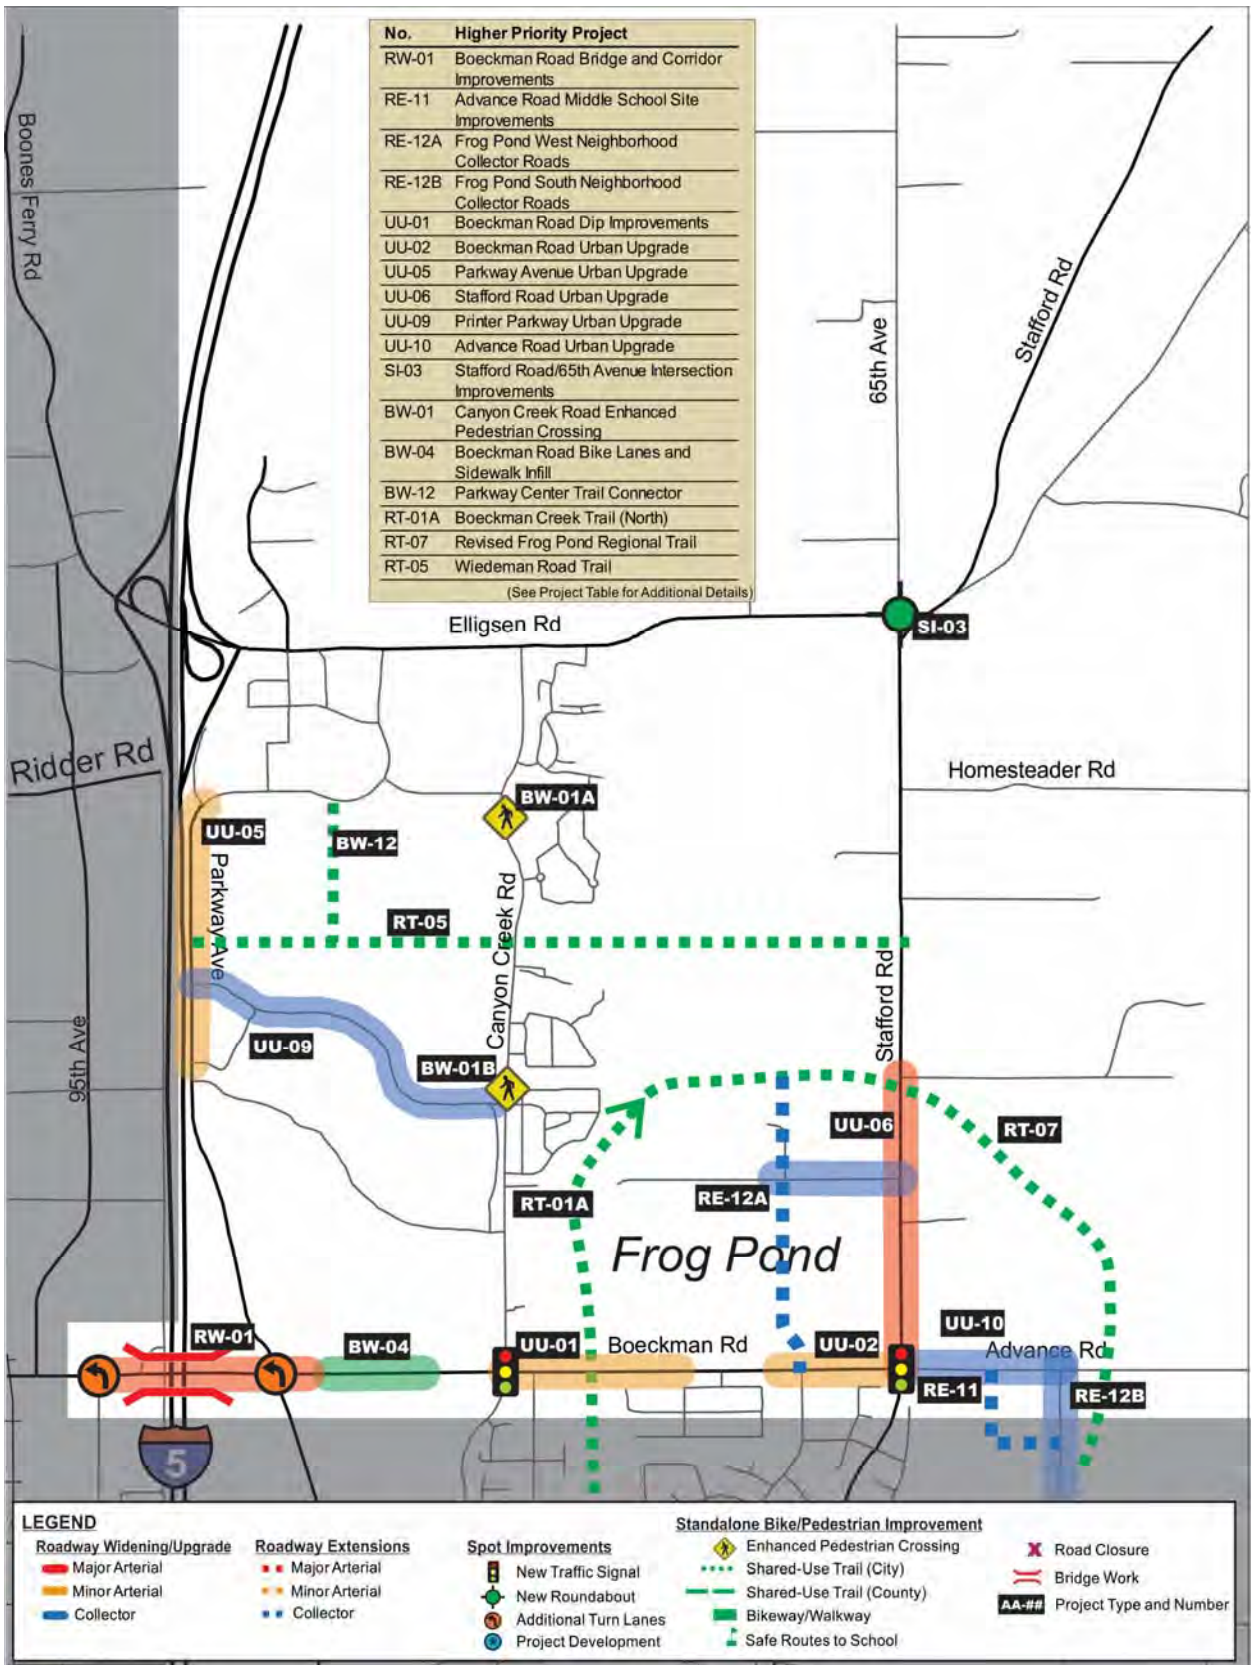 No. Higher Priority Project
RW-01 Boeckman Road Bridge and Corridor
Improvements
RE-11 Advance Road Middle School Site
Improvements
RE-12A Frog Pond West Neighborhood
Collector Roads
RE-12B Frog Pond South Neighborhood
Collector Roads
UU-01 Boeckman Road Dip Improvements
UU-02 Boeckman Road Urban Upgrade
UU-05 Parkway Avenue Urban Upgrade
UU-06 Stafford Road Urban Upgrade
UU-09 Printer Parkway Urban Upgrade
UU-10 Advance Road Urban Upgrade
SI-03 Stafford Road/65th Avenue Intersection
Improvements
BW-01 Canyon Creek Road Enhanced
Pedestrian Crossing
BW-04 Boeckman Road Bike Lanes and
Sidewalk Infill
BW-12 Parkway Center Trail Connector
RT-01A Boeckman Creek Trail (North)
RT-07 Revised Frog Pond Regional Trail
RT-05 Wiedeman Road Trail
(See Project Table for Additional Details)
Boones Ferry Rd
65th Ave
Stafford Rd
Elligsen Rd
SI-03
Ridder Rd
Homesteader Rd
BW-01A
UU-05
BW-12
Parkway Ave
Canyon Creek Rd
RT-05
Stafford Rd
95th Ave
UU-09
BW-01B
UU-06
RT-07
RE-12A
RT-01A
Frog Pond
RW-01
BW-04
UU-01
Boeckman Rd
UU-02
UU-10
Advance Rd
RE-11
RE-12B
5
LEGEND
Roadway Widening/Upgrade
Major Arterial
Minor Arterial
Collector
Roadway Extensions
Major Arterial
Minor Arterial
Collector
Spot Improvements
New Traffic Signal
New Roundabout
Additional Turn Lanes
Project Development
Standalone Bike/Pedestrian Improvement
Enhanced Pedestrian Crossing
Shared-Use Trail (City)
Shared-Use Trail (County)
Bikeway/Walkway
Safe Routes to School
Road Closure
Bridge Work
AA-## Project Type and Number